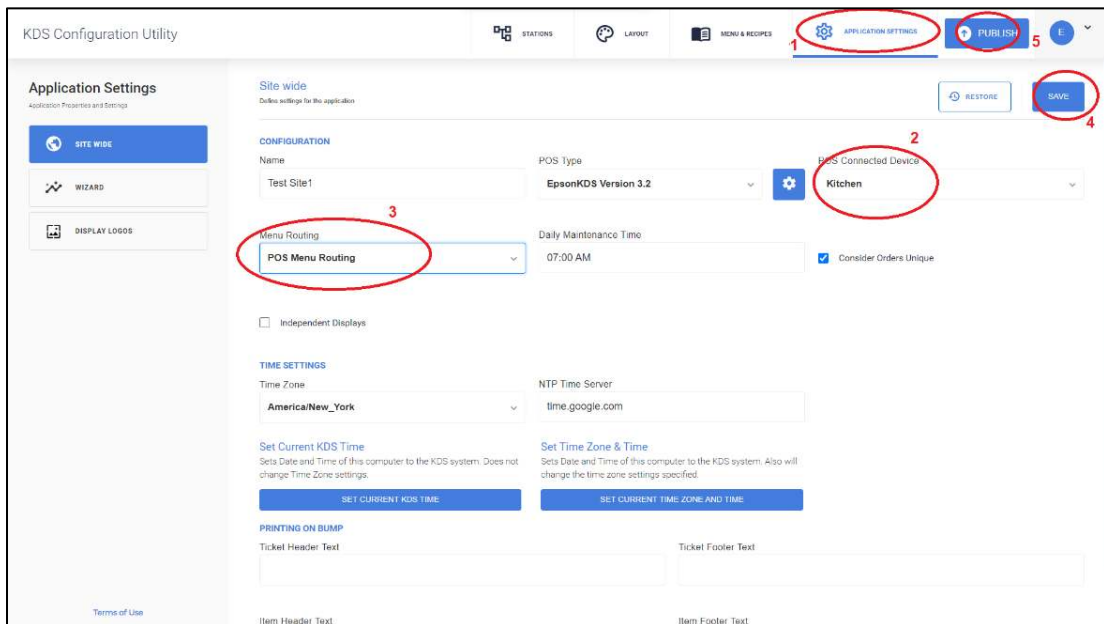 KDS Configuration Utility
STATIONS
LAYOUT
MENU & RECIPES
1
APPLICATION SETTINGS
PUBLISH
5
E
Application Settings
Application Properties and Settings
SITE WIDE
WIZARD
DISPLAY LOGOS
Site wide
Define settings for the application
RESTORE
SAVE
4
CONFIGURATION
2
Name
POS Type
POS Connected Device
Test Site1
EpsonKDS Version 3.2
Kitchen
3
Menu Routing
Daily Maintenance Time
POS Menu Routing
07:00 AM
Consider Orders Unique
Independent Displays
TIME SETTINGS
Time Zone
NTP Time Server
America/New_York
time.google.com
Set Current KDS Time
Sets Date and Time of this computer to the KDS system. Does not
change Time Zone settings.
Set Time Zone & Time
Sets Date and Time of this computer to the KDS system. Also will
change the time zone settings specified.
SET CURRENT KDS TIME
SET CURRENT TIME ZONE AND TIME
PRINTING ON BUMP
Ticket Header Text
Ticket Footer Text
Terms of Use
Item Header Text
Item Footer Text